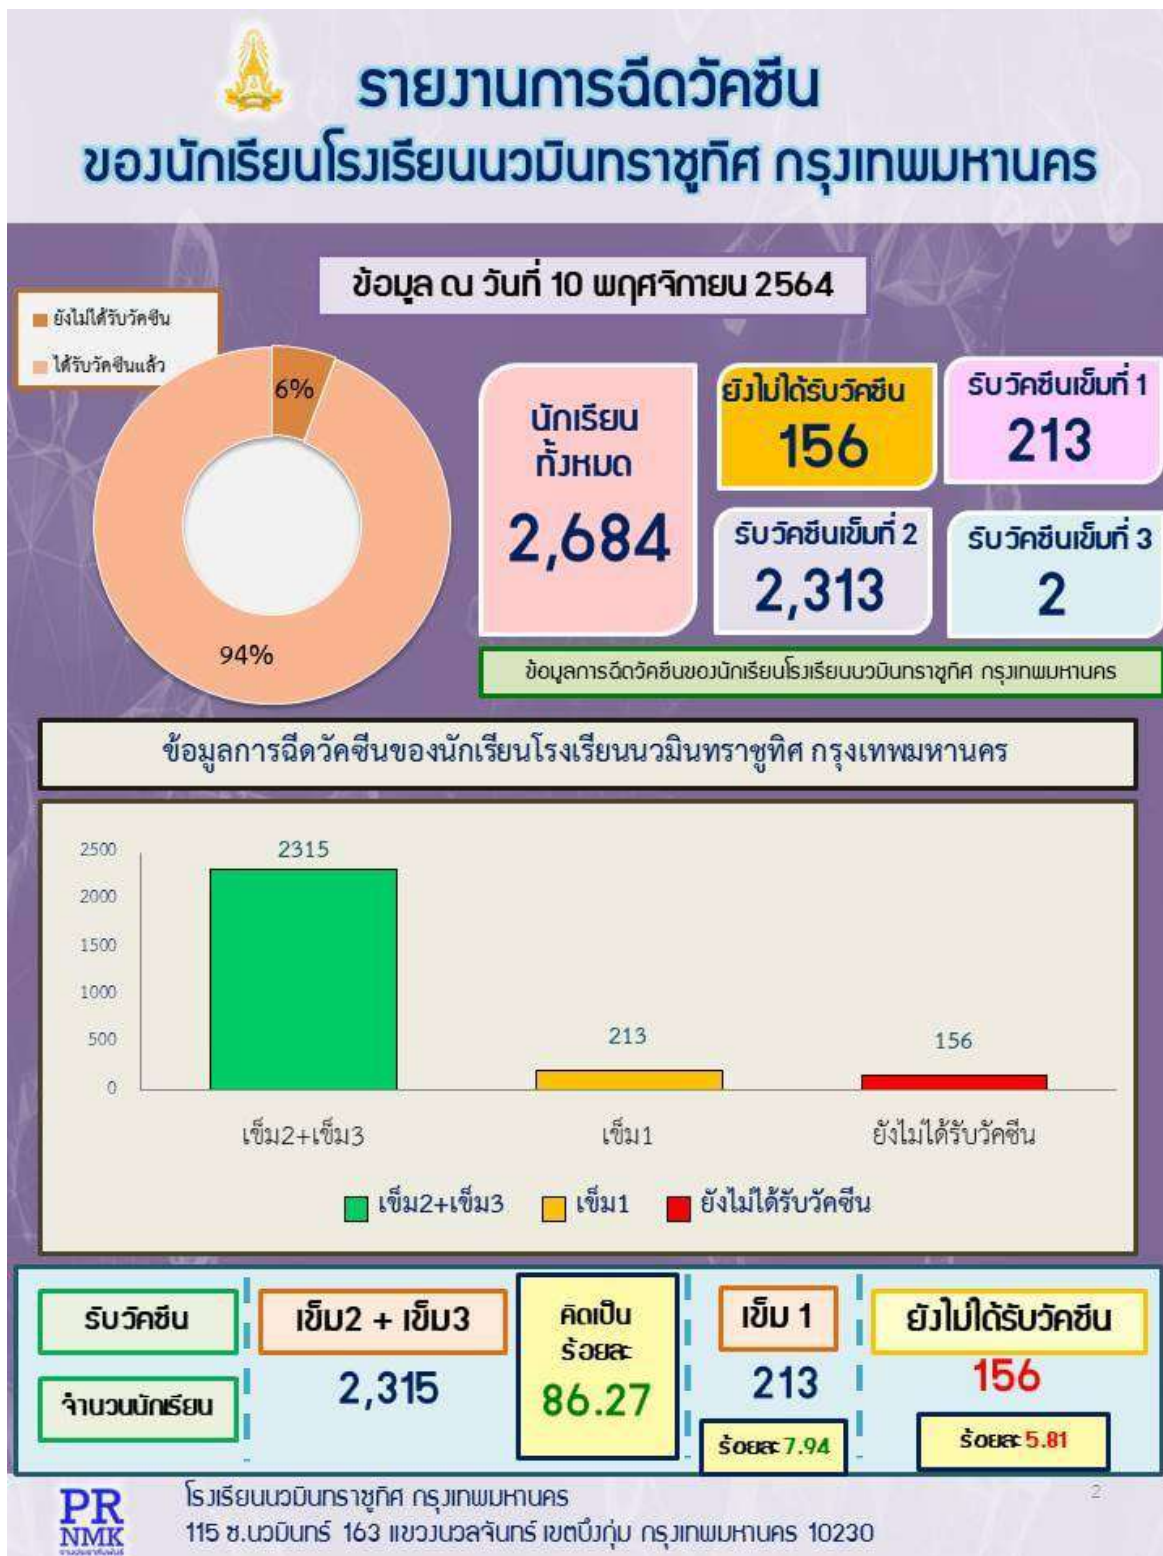 รายงานการฉีดวัคซีน
ของนักเรียนโรงเรียนนวมินทราชูทิศ กรุงเทพมหานคร
ข้อมูล ณ วันที่ 10 พฤศจิกายน 2564
ยังไม่ได้รับวัคซีน
ได้รับวัคซีนแล้ว
6%
94%
นักเรียน
ทั้งหมด
2,684
ยังไม่ได้รับวัคซีน
156
รับวัคซีนเข็มที่ 1
213
รับวัคซีนเข็มที่ 2
2,313
รับวัคซีนเข็มที่ 3
2
ข้อมูลการฉีดวัคซีนของนักเรียนโรงเรียนนวมินทราชูทิศ กรุงเทพมหานคร
ข้อมูลการฉีดวัคซีนของนักเรียนโรงเรียนนวมินทราชูทิศ กรุงเทพมหานคร
2500
2000
1500
1000
500
0
2315
213
156
เข็ม2+เข็ม3
เข็ม1
ยังไม่ได้รับวัคซีน
เข็ม2+เข็ม3
เข็ม1
ยังไม่ได้รับวัคซีน
รับวัคซีน
เข็ม2 + เข็ม3
คิดเป็น
ร้อยละ
86.27
เข็ม 1
ยังไม่ได้รับวัคซีน
จำนวนนักเรียน
2,315
213
156
ร้อยละ 7.94
ร้อยละ 5.81
PR
NMK
งานประชาสัมพันธ์
โรงเรียนนวมินทราชูทิศ กรุงเทพมหานคร
115 ซ.นวมินทร์ 163 แขวงนวลจันทร์ เขตบึงกุ่ม กรุงเทพมหานคร 10230
2